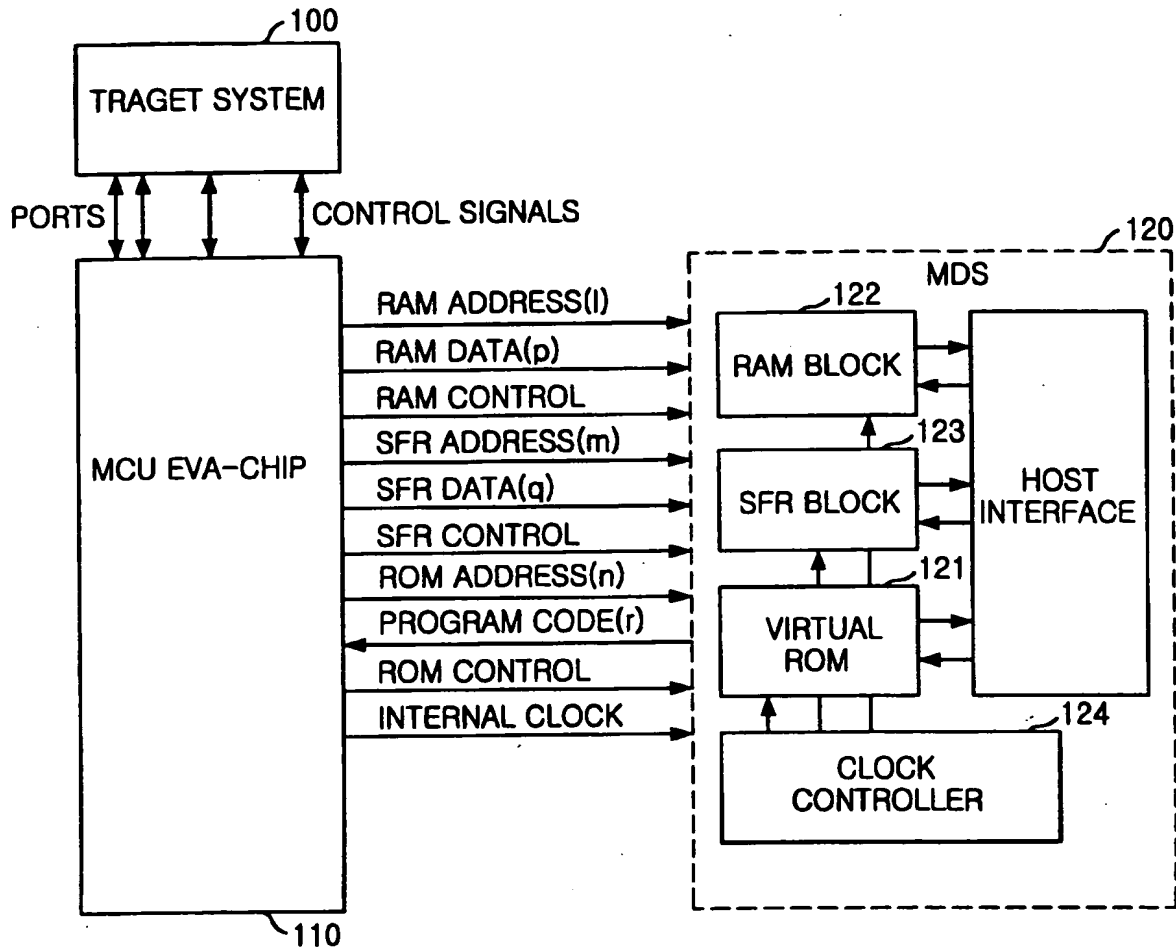 100
TRAGET SYSTEM
PORTS
CONTROL SIGNALS
120
MDS
RAM ADDRESS(l)
RAM DATA(p)
RAM CONTROL
SFR ADDRESS(m)
SFR DATA(q)
SFR CONTROL
ROM ADDRESS(n)
PROGRAM CODE(r)
ROM CONTROL
INTERNAL CLOCK
MCU EVA-CHIP
110
122
RAM BLOCK
123
SFR BLOCK
121
VIRTUAL
ROM
HOST
INTERFACE
124
CLOCK
CONTROLLER